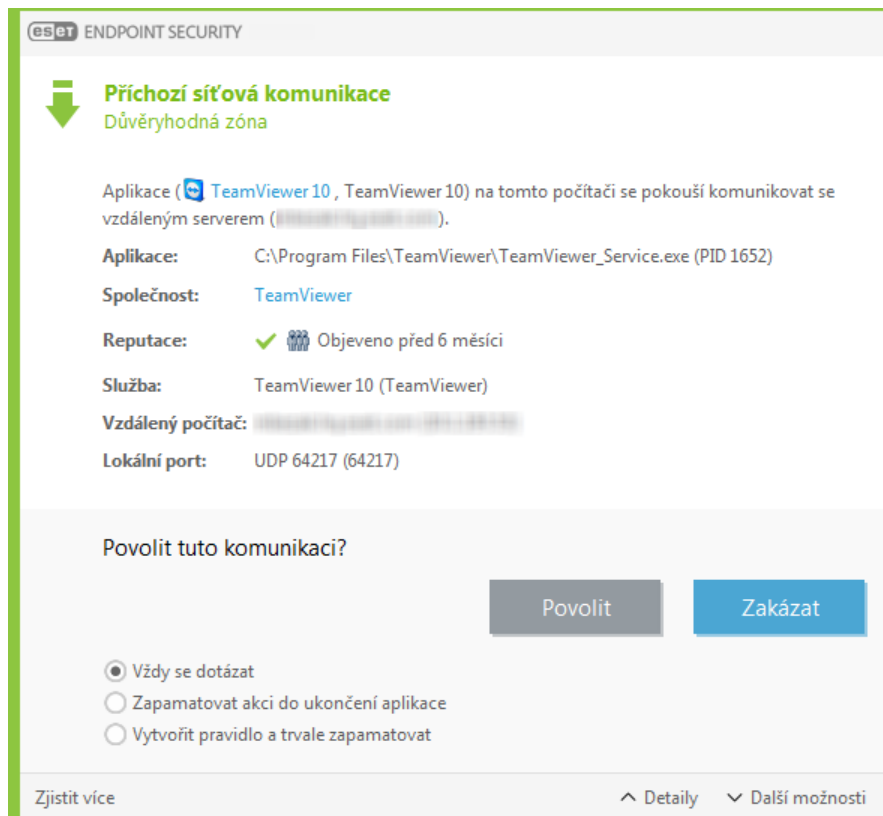 eset ENDPOINT SECURITY
Příchozí síťová komunikace
Důvěryhodná zóna
Aplikace ( TeamViewer 10 , TeamViewer 10) na tomto počítači se pokouší komunikovat se
vzdáleným serverem ( ).
Aplikace: C:\Program Files\TeamViewer\TeamViewer_Service.exe (PID 1652)
Společnost: TeamViewer
Reputace: Objeveno před 6 měsíci
Služba: TeamViewer 10 (TeamViewer)
Vzdálený počítač:
Lokální port: UDP 64217 (64217)
Povolit tuto komunikaci?
Povolit Zakázat
Vždy se dotázat
Zapamatovat akci do ukončení aplikace
Vytvořit pravidlo a trvale zapamatovat
Zjistit více Detaily Další možnosti